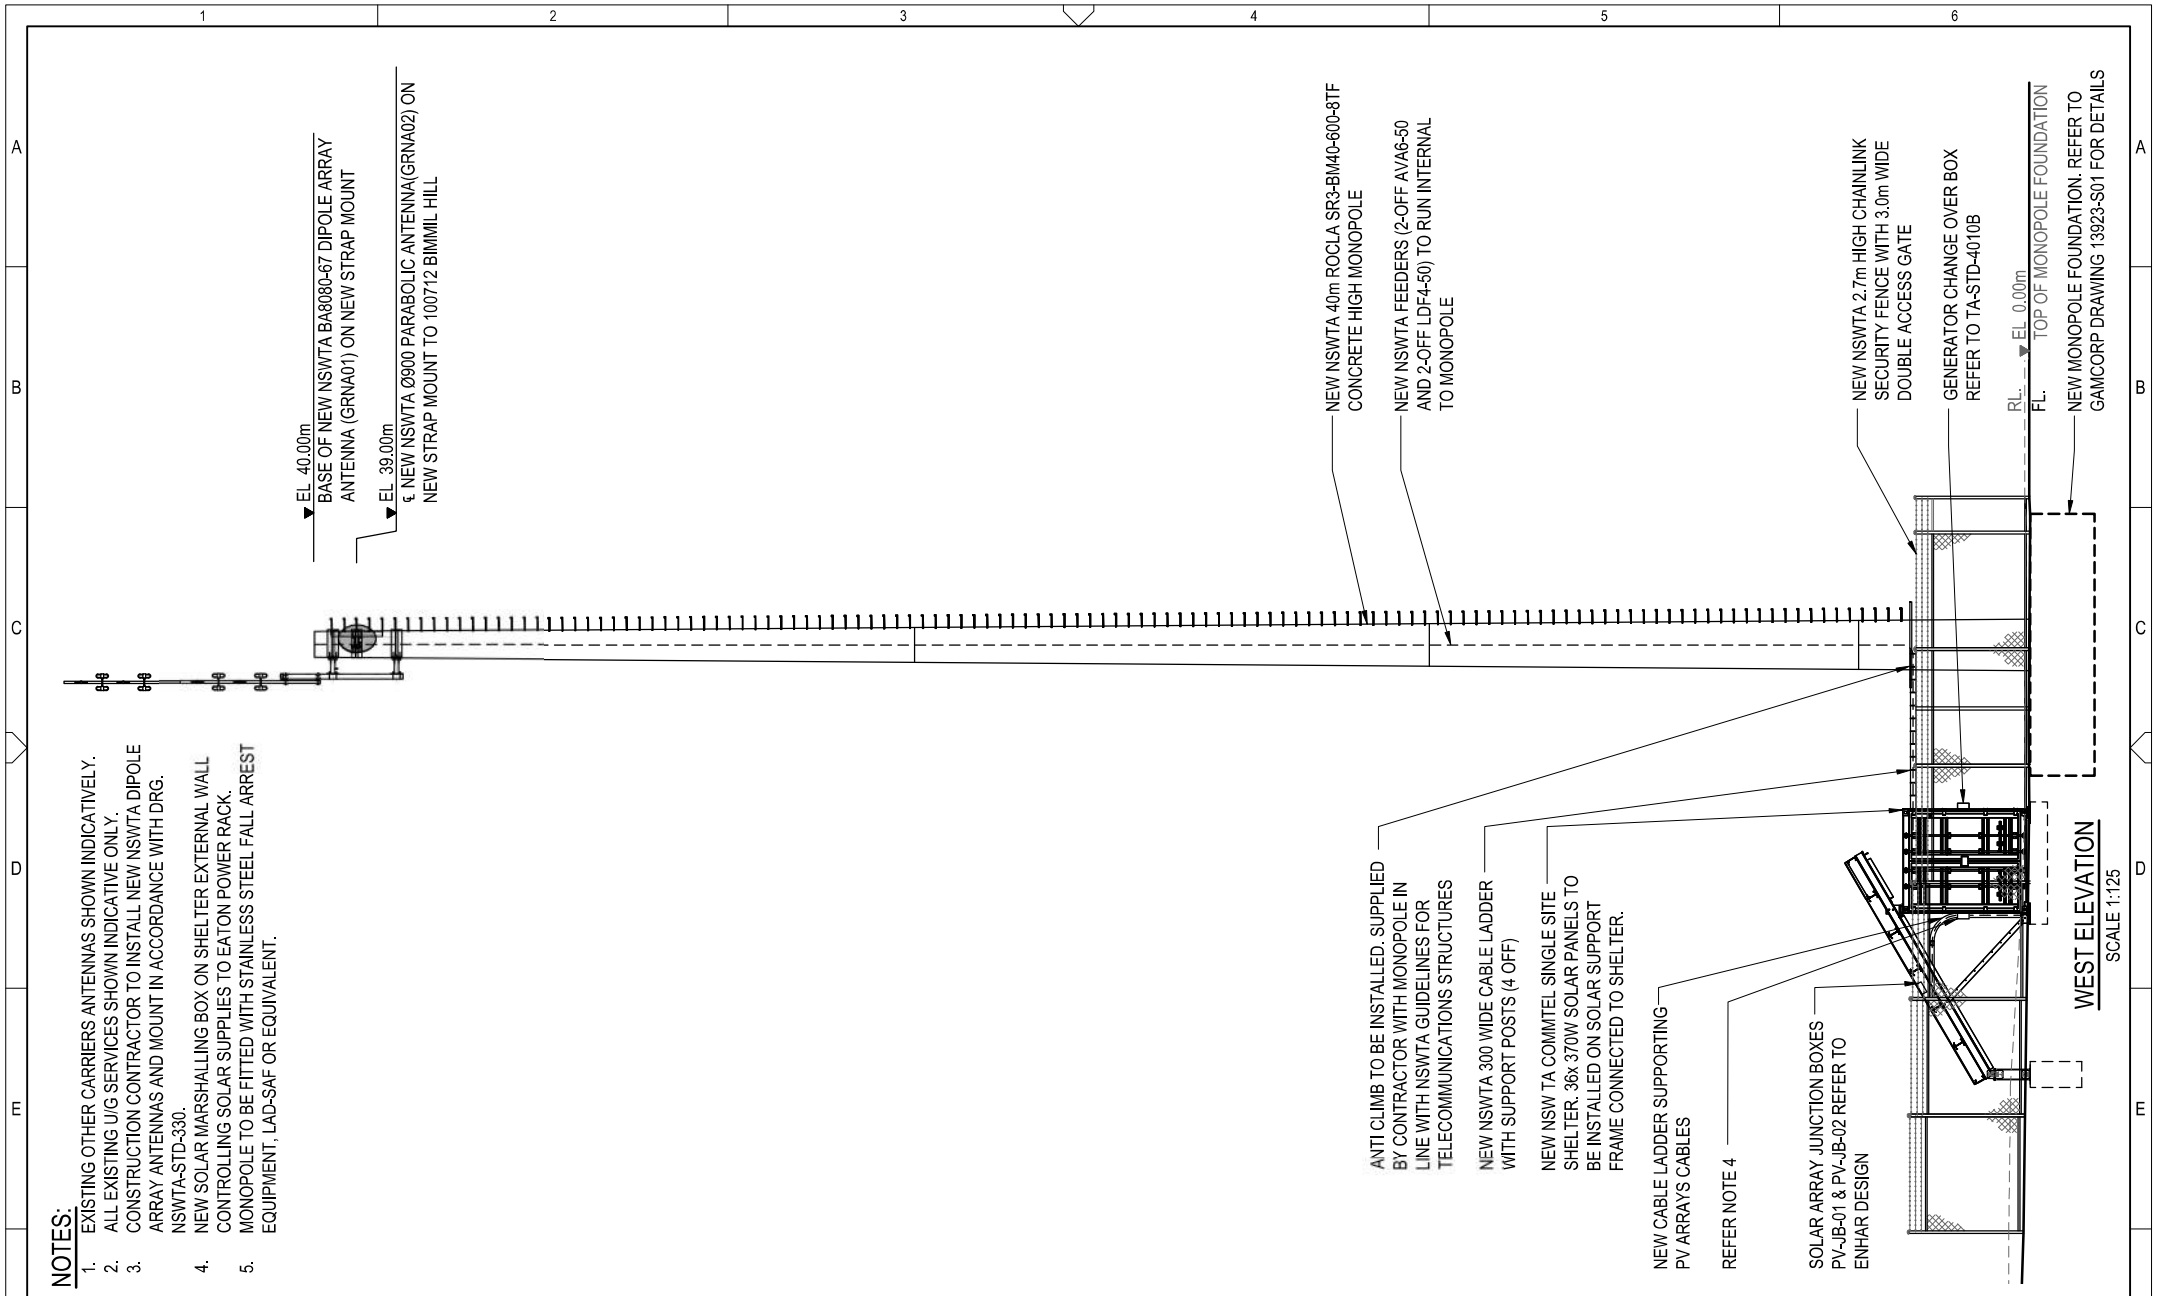 1
2
3
4
5
6
A
B
C
D
E
A
B
C
D
E
NOTES:
1. EXISTING OTHER CARRIERS ANTENNAS SHOWN INDICATIVELY.
2. ALL EXISTING U/G SERVICES SHOWN INDICATIVE ONLY.
3. CONSTRUCTION CONTRACTOR TO INSTALL NEW NSWTA DIPOLE
ARRAY ANTENNAS AND MOUNT IN ACCORDANCE WITH DRG.
NSWTA-STD-330.
4. NEW SOLAR MARSHALLING BOX ON SHELTER EXTERNAL WALL
CONTROLLING SOLAR SUPPLIES TO EATON POWER RACK.
5. MONOPOLE TO BE FITTED WITH STAINLESS STEEL FALL ARREST
EQUIPMENT, LAD-SAF OR EQUIVALENT.
EL 40.00m
BASE OF NEW NSWTA BA8080-67 DIPOLE ARRAY
ANTENNA (GRNA01) ON NEW STRAP MOUNT
EL 39.00m
℄ NEW NSWTA Ø900 PARABOLIC ANTENNA(GRNA02) ON
NEW STRAP MOUNT TO 100712 BIMMIL HILL
NEW NSWTA 40m ROCLA SR3-BM40-600-8TF
CONCRETE HIGH MONOPOLE
NEW NSWTA FEEDERS (2-OFF AVA6-50
AND 2-OFF LDF4-50) TO RUN INTERNAL
TO MONOPOLE
NEW NSWTA 2.7m HIGH CHAINLINK
SECURITY FENCE WITH 3.0m WIDE
DOUBLE ACCESS GATE
GENERATOR CHANGE OVER BOX
REFER TO TA-STD-4010B
RL. EL 0.00m
FL. TOP OF MONOPOLE FOUNDATION
NEW MONOPOLE FOUNDATION. REFER TO
GAMCORP DRAWING 13923-S01 FOR DETAILS
ANTI CLIMB TO BE INSTALLED. SUPPLIED
BY CONTRACTOR WITH MONOPOLE IN
LINE WITH NSWTA GUIDELINES FOR
TELECOMMUNICATIONS STRUCTURES
NEW NSWTA 300 WIDE CABLE LADDER
WITH SUPPORT POSTS (4 OFF)
NEW NSW TA COMMTEL SINGLE SITE
SHELTER. 36x 370W SOLAR PANELS TO
BE INSTALLED ON SOLAR SUPPORT
FRAME CONNECTED TO SHELTER.
NEW CABLE LADDER SUPPORTING
PV ARRAYS CABLES
REFER NOTE 4
SOLAR ARRAY JUNCTION BOXES
PV-JB-01 & PV-JB-02 REFER TO
ENHAR DESIGN
WEST ELEVATION
SCALE 1:125